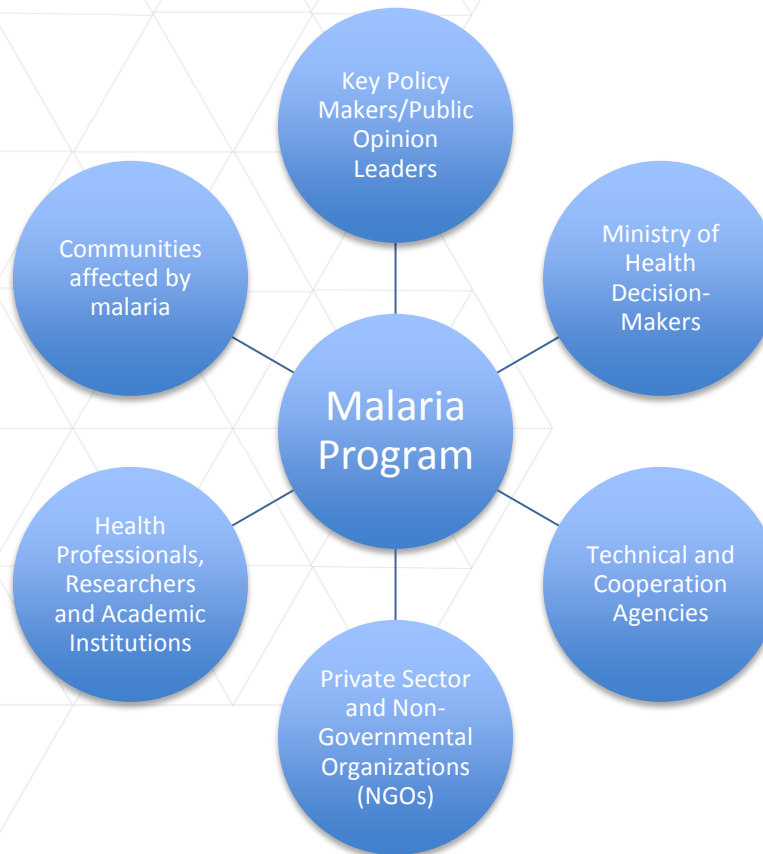 Key Policy
Makers/Public
Opinion
Leaders
Ministry of
Health
Decision-
Makers
Technical and
Cooperation
Agencies
Private Sector
and Non-
Governmental
Organizations
(NGOs)
Health
Professionals,
Researchers
and Academic
Institutions
Communities
affected by
malaria
Malaria
Program